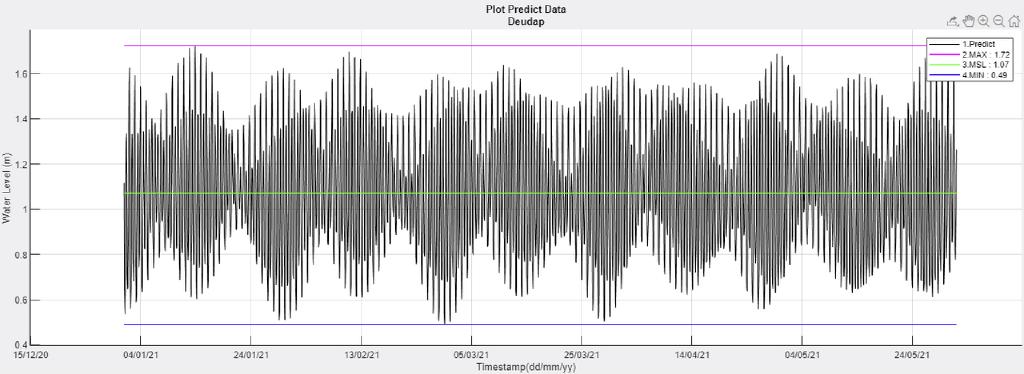 Plot Predict Data
Deudap
1.Predict
2.MAX : 1.72
3.MSL : 1.07
4.MIN : 0.49
Water Level (m)
1.6
1.4
1.2
1
0.8
0.6
0.4
15/12/20 04/01/21 24/01/21 13/02/21 05/03/21 25/03/21 14/04/21 04/05/21 24/05/21
Timestamp(dd/mm/yy)